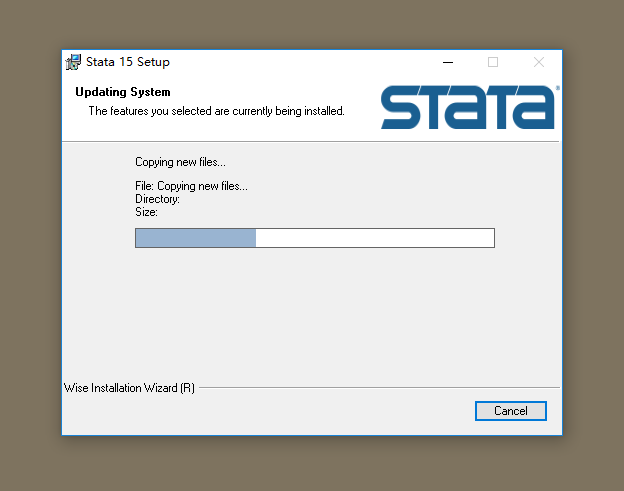 Stata 15 Setup
Updating System
The features you selected are currently being installed.
STATA®
Copying new files...
File: Copying new files...
Directory:
Size:
Wise Installation Wizard (R)
Cancel